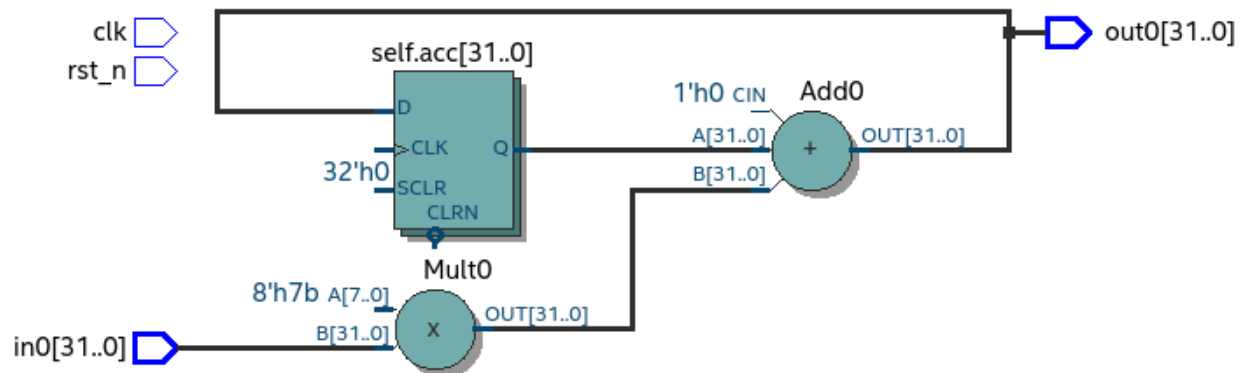 clk
rst_n
self.acc[31..0]
D
CLK
Q
32'h0
SCLR
CLRN
1'h0 CIN
Add0
A[31..0]
B[31..0]
+
OUT[31..0]
out0[31..0]
Mult0
8'h7b A[7..0]
B[31..0]
x
OUT[31..0]
in0[31..0]